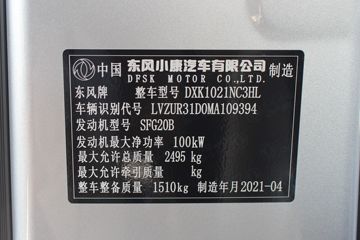 中国 东风小康汽车有限公司 制造
DFSK MOTOR CO.,LTD.
东风牌 整车型号 DXK1021NC3HL
车辆识别代号 LVZUR31D0MA109394
发动机型号 SFG20B
发动机最大净功率 100kW
最大允许总质量 2495 kg
最大允许牵引质量 kg
整车整备质量 1510kg 制造年月2021-04